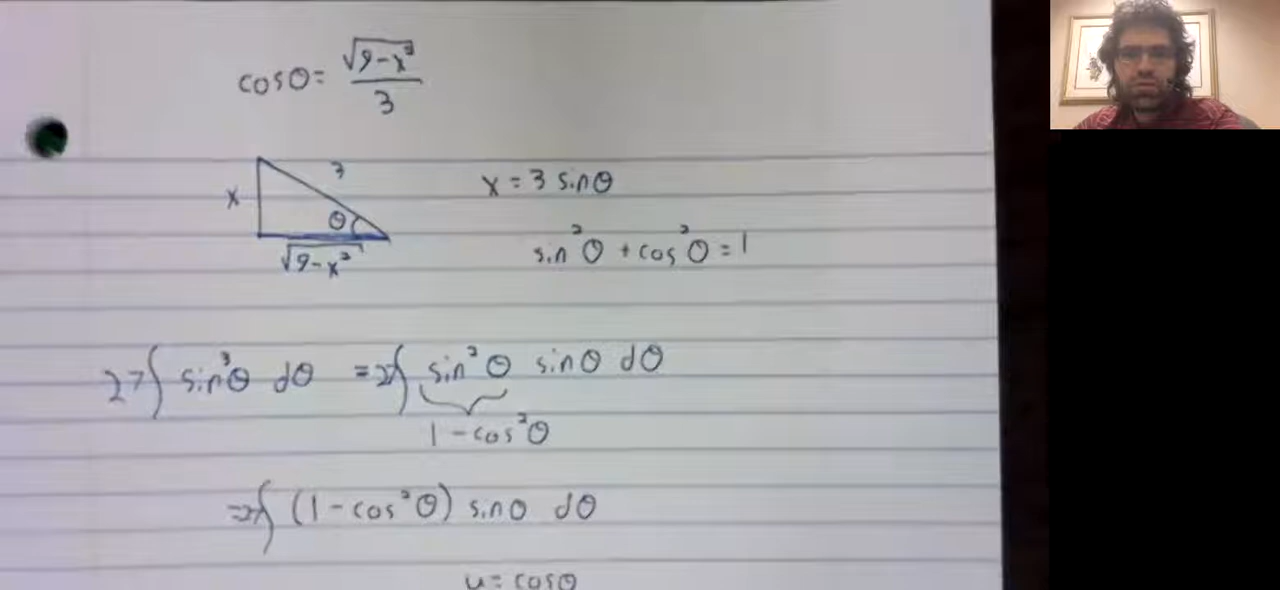 cosθ = √9-x² / 3
3
x
θ
√9-x²
x = 3 sinθ
sin²θ + cos²θ = 1
27∫ sin³θ dθ = 27∫ sin²θ sinθ dθ
1 - cos²θ
= 27∫ (1 - cos²θ) sinθ dθ
u = cosθ